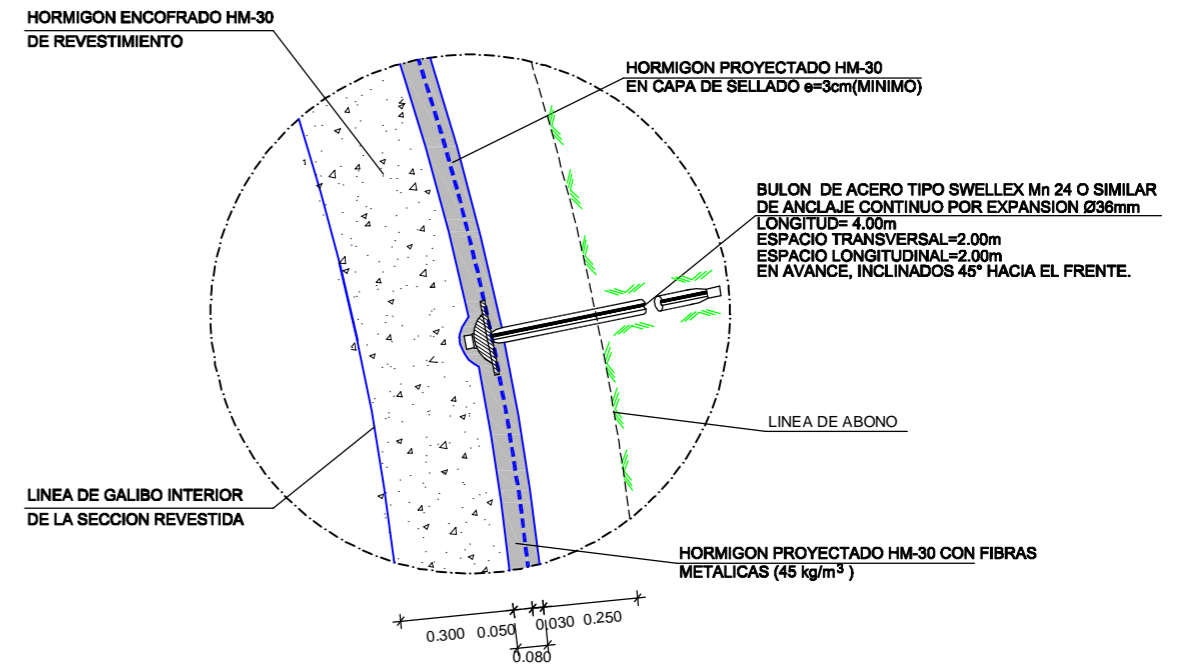 HORMIGON ENCOFRADO HM-30
DE REVESTIMIENTO
HORMIGON PROYECTADO HM-30
EN CAPA DE SELLADO e=3cm(MINIMO)
BULON DE ACERO TIPO SWELLEX Mn 24 O SIMILAR
DE ANCLAJE CONTINUO POR EXPANSION Ø36mm
LONGITUD= 4.00m
ESPACIO TRANSVERSAL=2.00m
ESPACIO LONGITUDINAL=2.00m
EN AVANCE, INCLINADOS 45° HACIA EL FRENTE.
LINEA DE ABONO
LINEA DE GALIBO INTERIOR
DE LA SECCION REVESTIDA
HORMIGON PROYECTADO HM-30 CON FIBRAS
METALICAS (45 kg/m³ )
0.300 0.050 0.030 0.250
0.080